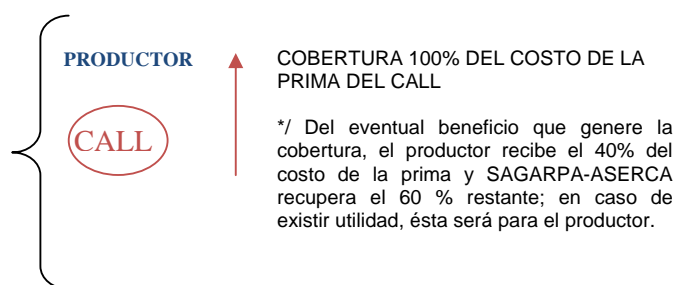 PRODUCTOR
CALL
COBERTURA 100% DEL COSTO DE LA
PRIMA DEL CALL
*/ Del eventual beneficio que genere la
cobertura, el productor recibe el 40% del
costo de la prima y SAGARPA-ASERCA
recupera el 60 % restante; en caso de
existir utilidad, ésta será para el productor.